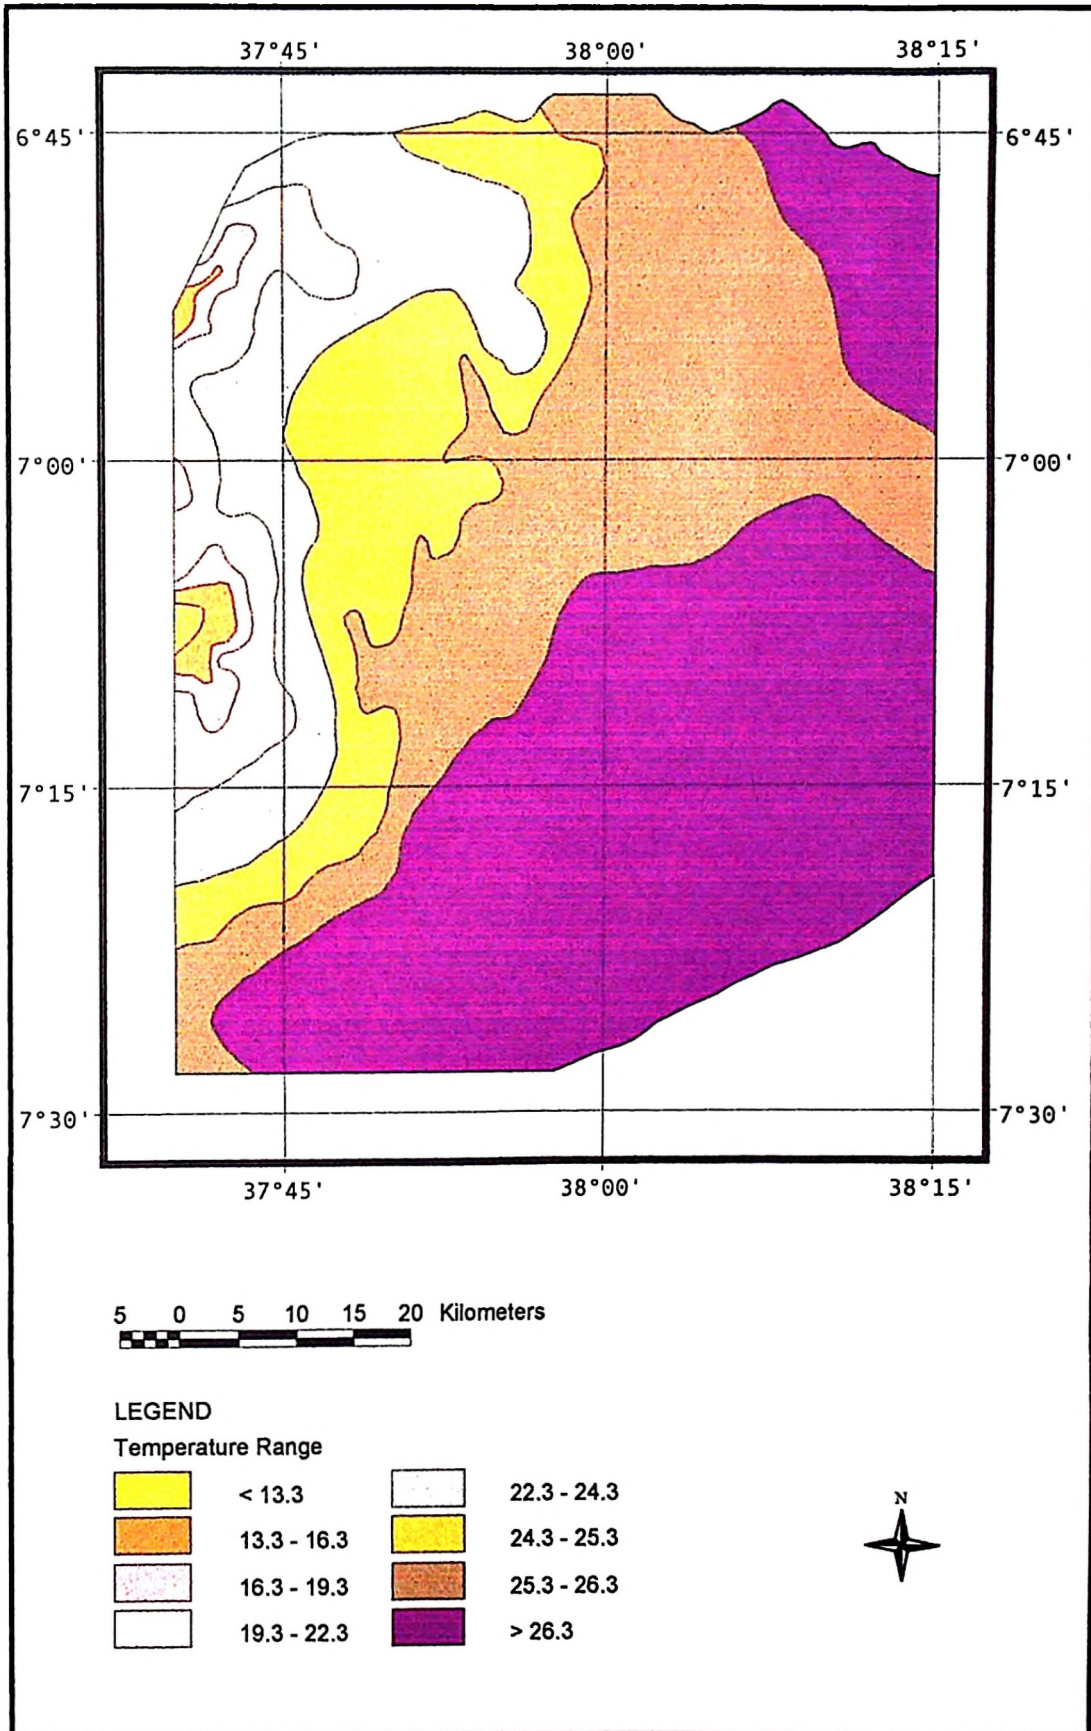 37°45' 38°00' 38°15'
6°45' 6°45'
7°00' 7°00'
7°15' 7°15'
7°30' 7°30'
37°45' 38°00' 38°15'
5 0 5 10 15 20 Kilometers
LEGEND
Temperature Range
< 13.3 22.3 - 24.3
13.3 - 16.3 24.3 - 25.3
16.3 - 19.3 25.3 - 26.3
19.3 - 22.3 > 26.3
N